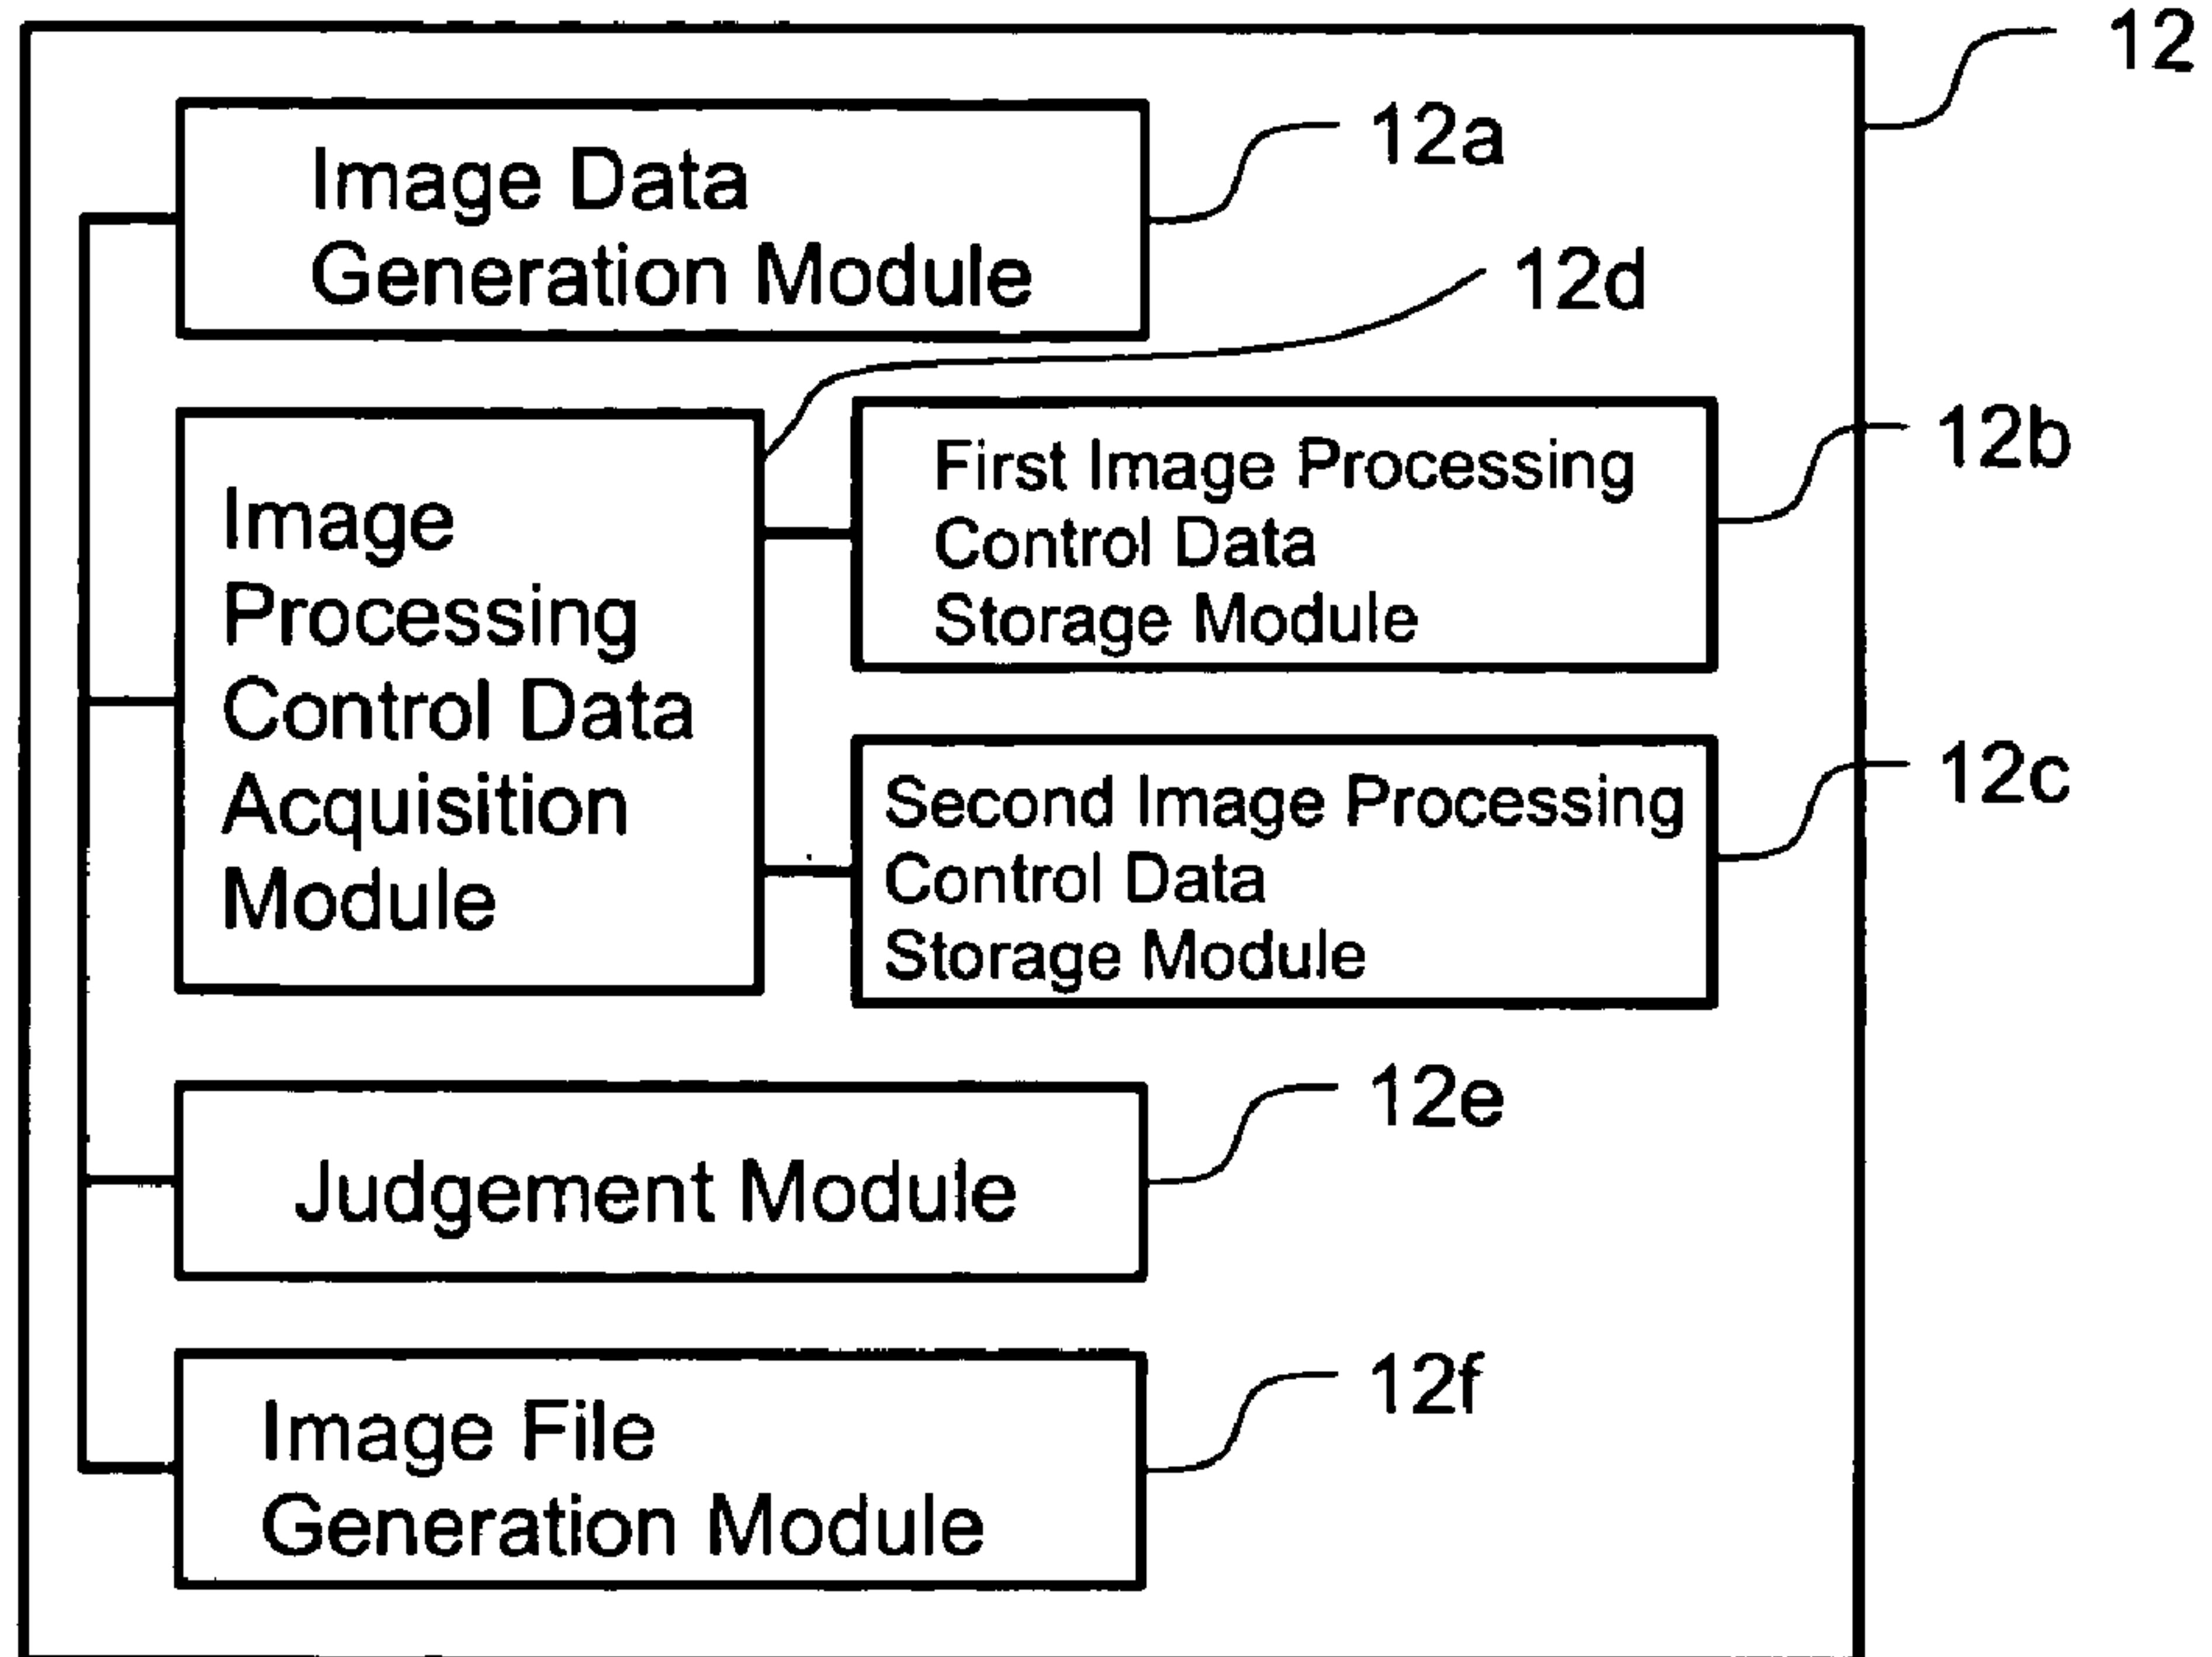 12
Image Data
Generation Module
12a
12d
Image
Processing
Control Data
Acquisition
Module
First Image Processing
Control Data
Storage Module
12b
Second Image Processing
Control Data
Storage Module
12c
Judgement Module
12e
Image File
Generation Module
12f